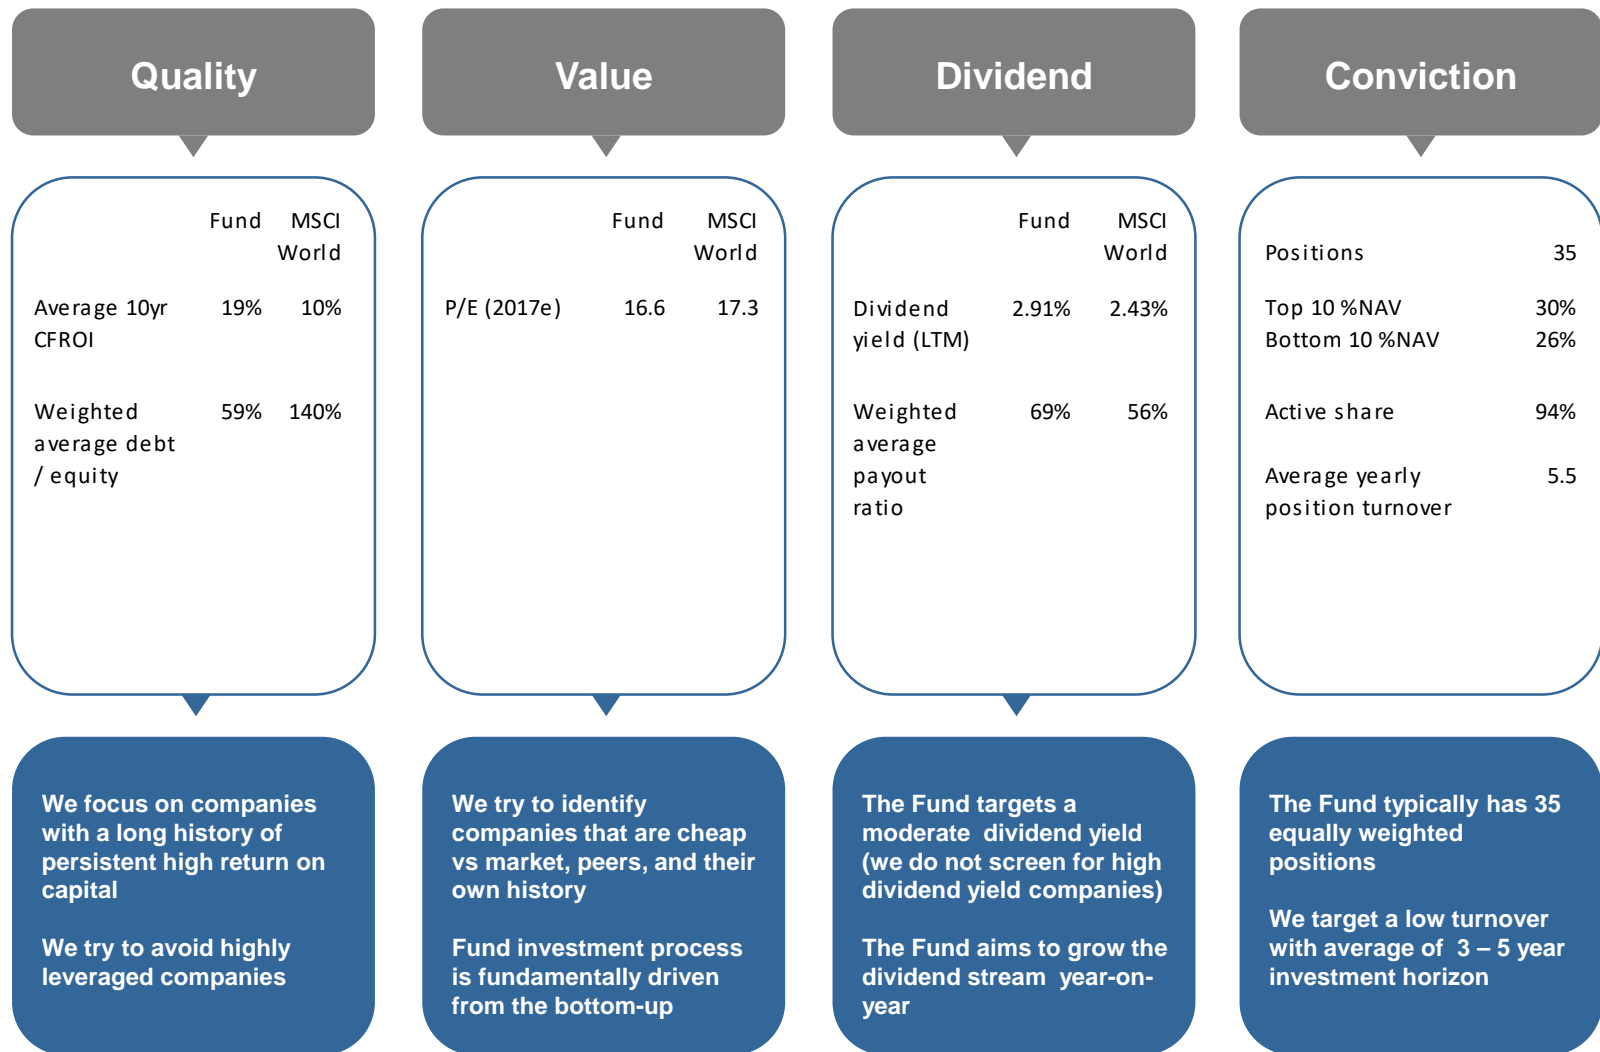 Quality
Fund MSCI
World
Average 10yr 19% 10%
CFROI
Weighted 59% 140%
average debt
/ equity
We focus on companies
with a long history of
persistent high return on
capital
We try to avoid highly
leveraged companies
Value
Fund MSCI
World
P/E (2017e) 16.6 17.3
We try to identify
companies that are cheap
vs market, peers, and their
own history
Fund investment process
is fundamentally driven
from the bottom-up
Dividend
Fund MSCI
World
Dividend 2.91% 2.43%
yield (LTM)
Weighted 69% 56%
average
payout
ratio
The Fund targets a
moderate dividend yield
(we do not screen for high
dividend yield companies)
The Fund aims to grow the
dividend stream year-on-
year
Conviction
Positions 35
Top 10 %NAV 30%
Bottom 10 %NAV 26%
Active share 94%
Average yearly 5.5
position turnover
The Fund typically has 35
equally weighted
positions
We target a low turnover
with average of 3 – 5 year
investment horizon